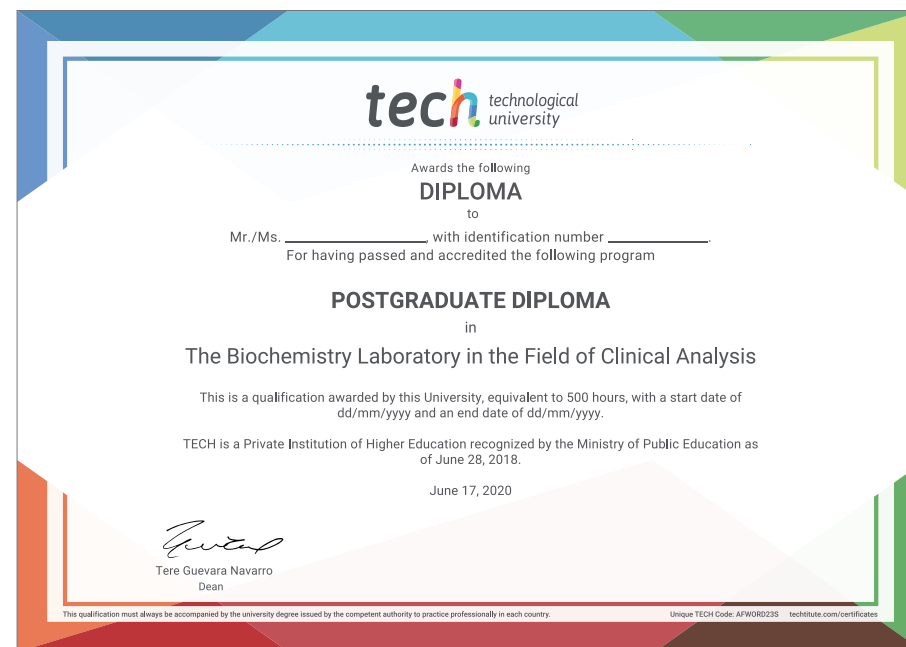 tech technological
university
Awards the following
DIPLOMA
to
Mr./Ms. ____________________, with identification number ______________.
For having passed and accredited the following program
POSTGRADUATE DIPLOMA
in
The Biochemistry Laboratory in the Field of Clinical Analysis
This is a qualification awarded by this University, equivalent to 500 hours, with a start date of
dd/mm/yyyy and an end date of dd/mm/yyyy.
TECH is a Private Institution of Higher Education recognized by the Ministry of Public Education as
of June 28, 2018.
June 17, 2020
Tere Guevara Navarro
Dean
This qualification must always be accompanied by the university degree issued by the competent authority to practice professionally in each country. Unique TECH Code: AFWORD23S techtitute.com/certificates